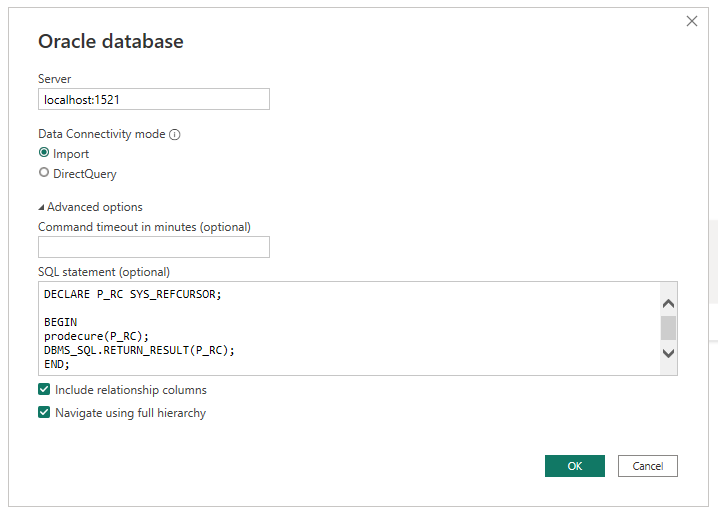 Oracle database
Server
localhost:1521
Data Connectivity mode
Import
DirectQuery
Advanced options
Command timeout in minutes (optional)
SQL statement (optional)
DECLARE P_RC SYS_REFCURSOR;
BEGIN
prodecure(P_RC);
DBMS_SQL.RETURN_RESULT(P_RC);
END;
Include relationship columns
Navigate using full hierarchy
OK Cancel